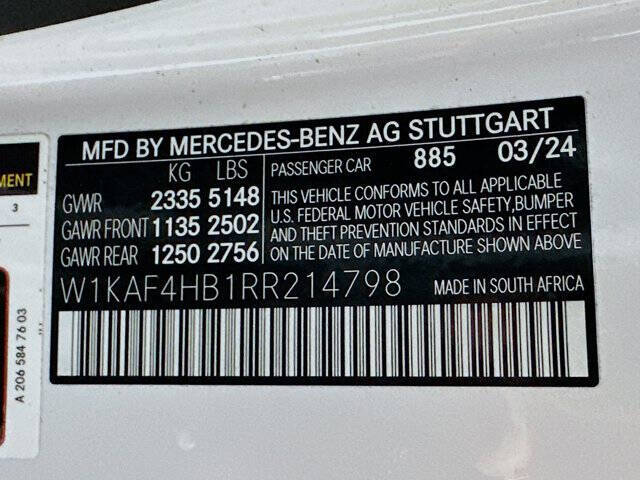 MFD BY MERCEDES-BENZ AG STUTTGART
KG LBS
GVWR 2335 5148
GAWR FRONT 1135 2502
GAWR REAR 1250 2756
PASSENGER CAR 885 03/24
THIS VEHICLE CONFORMS TO ALL APPLICABLE
U.S. FEDERAL MOTOR VEHICLE SAFETY,BUMPER
AND THEFT PREVENTION STANDARDS IN EFFECT
ON THE DATE OF MANUFACTURE SHOWN ABOVE
W1KAF4HB1RR214798 MADE IN SOUTH AFRICA
MENT
3
A 206 584 76 03